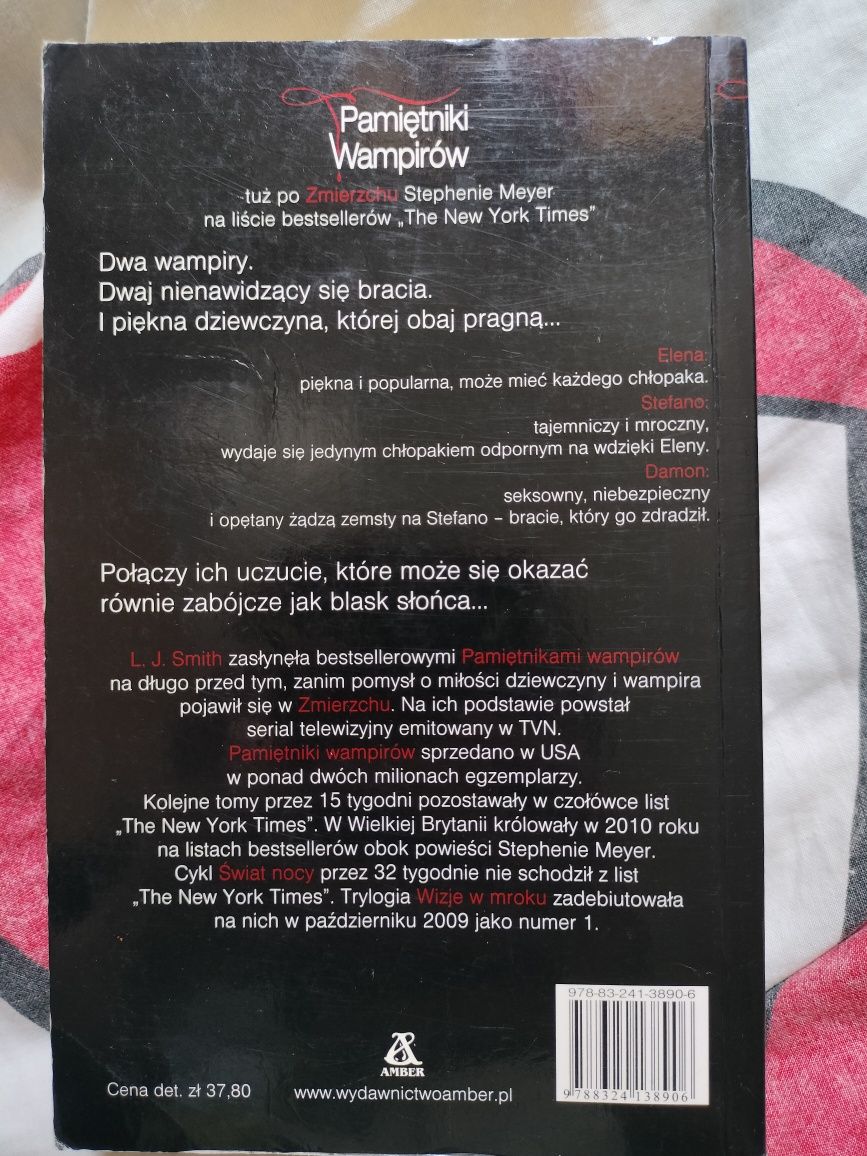 Pamiętniki
Wampirów
tuż po Zmierzchu Stephenie Meyer
na liście bestsellerów „The New York Times”
Dwa wampiry.
Dwaj nienawidzący się bracia.
I piękna dziewczyna, której obaj pragną...
Elena:
piękna i popularna, może mieć każdego chłopaka.
Stefano:
tajemniczy i mroczny,
wydaje się jedynym chłopakiem odpornym na wdzięki Eleny.
Damon:
seksowny, niebezpieczny
i opętany żądzą zemsty na Stefano – bracie, który go zdradził.
Połączy ich uczucie, które może się okazać
równie zabójcze jak blask słońca...
L. J. Smith zasłynęła bestsellerowymi Pamiętnikami wampirów
na długo przed tym, zanim pomysł o miłości dziewczyny i wampira
pojawił się w Zmierzchu. Na ich podstawie powstał
serial telewizyjny emitowany w TVN.
Pamiętniki wampirów sprzedano w USA
w ponad dwóch milionach egzemplarzy.
Kolejne tomy przez 15 tygodni pozostawały w czołówce list
„The New York Times”. W Wielkiej Brytanii królowały w 2010 roku
na listach bestsellerów obok powieści Stephenie Meyer.
Cykl Świat nocy przez 32 tygodnie nie schodził z list
„The New York Times”. Trylogia Wizje w mroku zadebiutowała
na nich w październiku 2009 jako numer 1.
978-83-241-3890-6
9 788324 138906
AMBER
Cena det. zł 37,80
www.wydawnictwoamber.pl